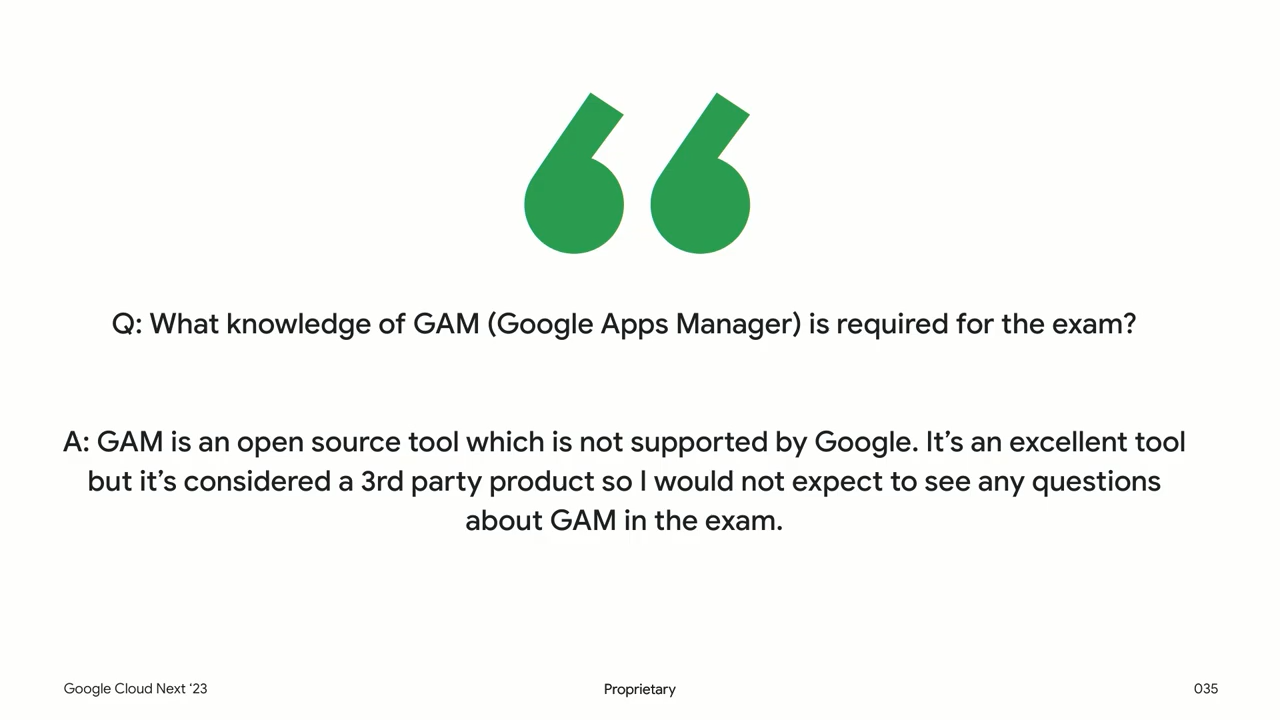 Q: What knowledge of GAM (Google Apps Manager) is required for the exam?
A: GAM is an open source tool which is not supported by Google. It’s an excellent tool
but it’s considered a 3rd party product so I would not expect to see any questions
about GAM in the exam.
Google Cloud Next ‘23
Proprietary
035